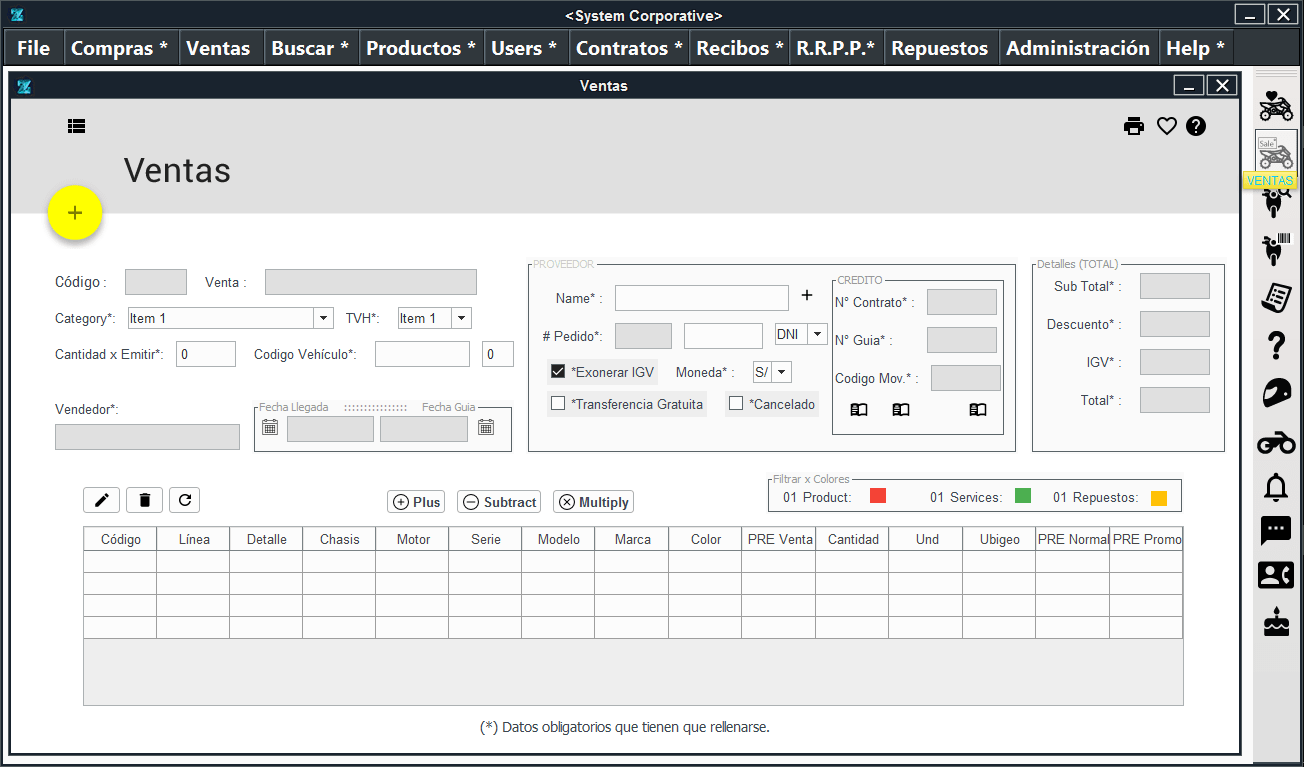 <System Corporative>
File Compras * Ventas Buscar * Productos * Users * Contratos * Recibos * R.R.P.P.* Repuestos Administración Help *
Ventas
Ventas
+
Sale
VENTAS
Código :
Venta :
Category*: Item 1 TVH*: Item 1
Cantidad x Emitir*: 0 Codigo Vehículo*: 0
Vendedor*:
Fecha Llegada :::::::::::::::: Fecha Guia
PROVEEDOR
Name* : +
# Pedido*: DNI
*Exonerar IGV Moneda* : S/
*Transferencia Gratuita *Cancelado
CREDITO
N° Contrato* :
N° Guia* :
Codigo Mov.* :
Detalles (TOTAL)
Sub Total* :
Descuento* :
IGV* :
Total* :
Plus Subtract Multiply
Filtrar x Colores
01 Product: 01 Services: 01 Repuestos:
Código Línea Detalle Chasis Motor Serie Modelo Marca Color PRE Venta Cantidad Und Ubigeo PRE Normal PRE Promo
(*) Datos obligatorios que tienen que rellenarse.